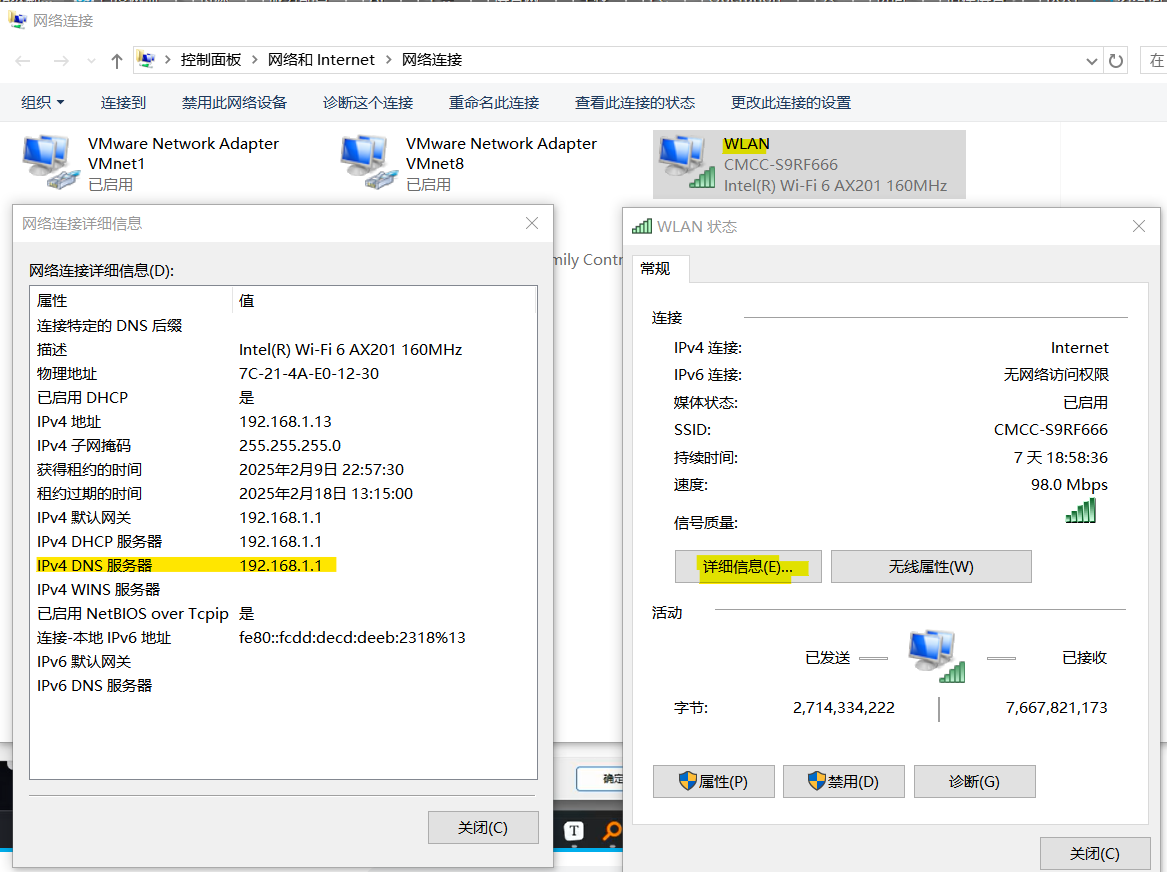 网络连接
控制面板 > 网络和 Internet > 网络连接
在
组织 连接到 禁用此网络设备 诊断这个连接 重命名此连接 查看此连接的状态 更改此连接的设置
VMware Network Adapter
VMnet1
已启用
VMware Network Adapter
VMnet8
已启用
WLAN
CMCC-S9RF666
Intel(R) Wi-Fi 6 AX201 160MHz
网络连接详细信息
网络连接详细信息(D):
属性 值
连接特定的 DNS 后缀
描述 Intel(R) Wi-Fi 6 AX201 160MHz
物理地址 7C-21-4A-E0-12-30
已启用 DHCP 是
IPv4 地址 192.168.1.13
IPv4 子网掩码 255.255.255.0
获得租约的时间 2025年2月9日 22:57:30
租约过期的时间 2025年2月18日 13:15:00
IPv4 默认网关 192.168.1.1
IPv4 DHCP 服务器 192.168.1.1
IPv4 DNS 服务器 192.168.1.1
IPv4 WINS 服务器
已启用 NetBIOS over Tcpip 是
连接-本地 IPv6 地址 fe80::fcdd:decd:deeb:2318%13
IPv6 默认网关
IPv6 DNS 服务器
关闭(C)
mily Contr
确定
T
WLAN 状态
常规
连接
IPv4 连接: Internet
IPv6 连接: 无网络访问权限
媒体状态: 已启用
SSID: CMCC-S9RF666
持续时间: 7 天 18:58:36
速度: 98.0 Mbps
信号质量:
详细信息(E)... 无线属性(W)
活动
已发送 已接收
字节: 2,714,334,222 7,667,821,173
属性(P) 禁用(D) 诊断(G)
关闭(C)